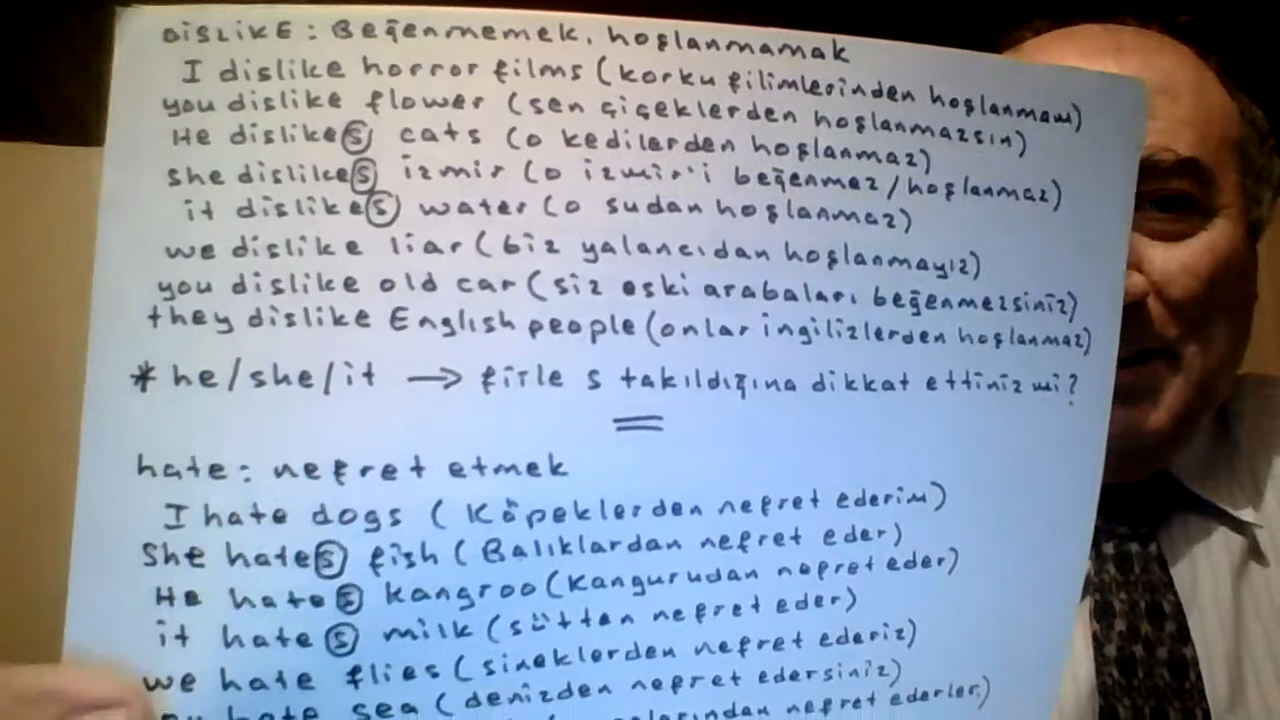 DİSLİKE: Beğenmemek, hoşlanmamak
I dislike horror films (korku filimlerinden hoşlanmam)
you dislike flower (sen çiçeklerden hoşlanmazsın)
He dislikes cats (o kedilerden hoşlanmaz)
she dislikes izmir (o izmir'i beğenmez/hoşlanmaz)
it dislikes water (o sudan hoşlanmaz)
we dislike liar (biz yalancıdan hoşlanmayız)
you dislike old car (siz eski arabaları beğenmezsiniz)
they dislike English people (onlar ingilizlerden hoşlanmaz)
* he/she/it → fiile s takıldığına dikkat ettiniz mi?
hate: nefret etmek
I hate dogs (Köpeklerden nefret ederim)
She hates fish (Balıklardan nefret eder)
He hates kangroo (kangurudan nefret eder)
it hates milk (sütten nefret eder)
we hate flies (sineklerden nefret ederiz)
hate sea (denizden nefret edersiniz)
nefret ederler.)